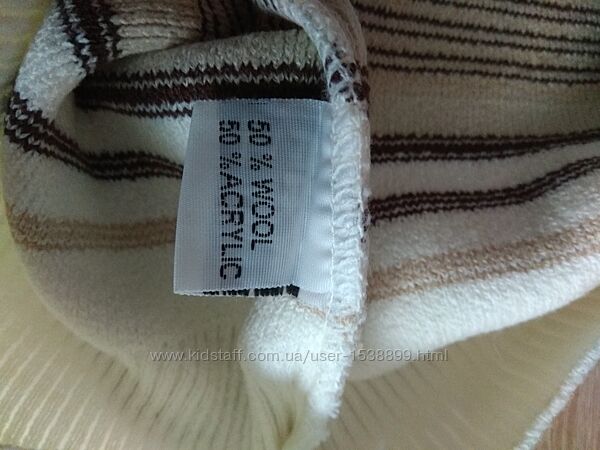 50 % WOOL
50 % ACRYLIC
www.kidstaff.com.ua/user-1538899.html